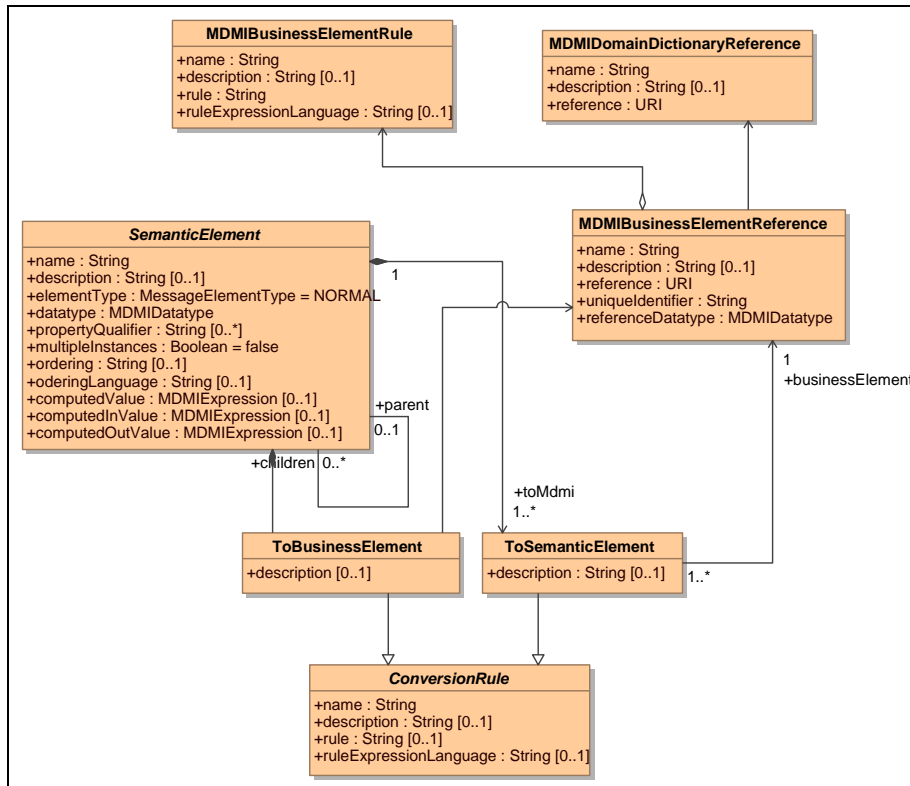 MDMIBusinessElementRule
+name : String
+description : String [0..1]
+rule : String
+ruleExpressionLanguage : String [0..1]
MDMIDomainDictionaryReference
+name : String
+description : String [0..1]
+reference : URI
MDMIBusinessElementReference
+name : String
+description : String [0..1]
+reference : URI
+uniqueIdentifier : String
+referenceDatatype : MDMIDatatype
SemanticElement
+name : String
+description : String [0..1]
+elementType : MessageElementType = NORMAL
+datatype : MDMIDatatype
+propertyQualifier : String [0..*]
+multipleInstances : Boolean = false
+ordering : String [0..1]
+oderingLanguage : String [0..1]
+computedValue : MDMIExpression [0..1]
+computedInValue : MDMIExpression [0..1]
+computedOutValue : MDMIExpression [0..1]
1
+parent
0..1
+children 0..*
1
+businessElement
+toMdmi
1..*
ToBusinessElement
+description [0..1]
ToSemanticElement
+description : String [0..1]
1..*
ConversionRule
+name : String
+description : String [0..1]
+rule : String [0..1]
+ruleExpressionLanguage : String [0..1]